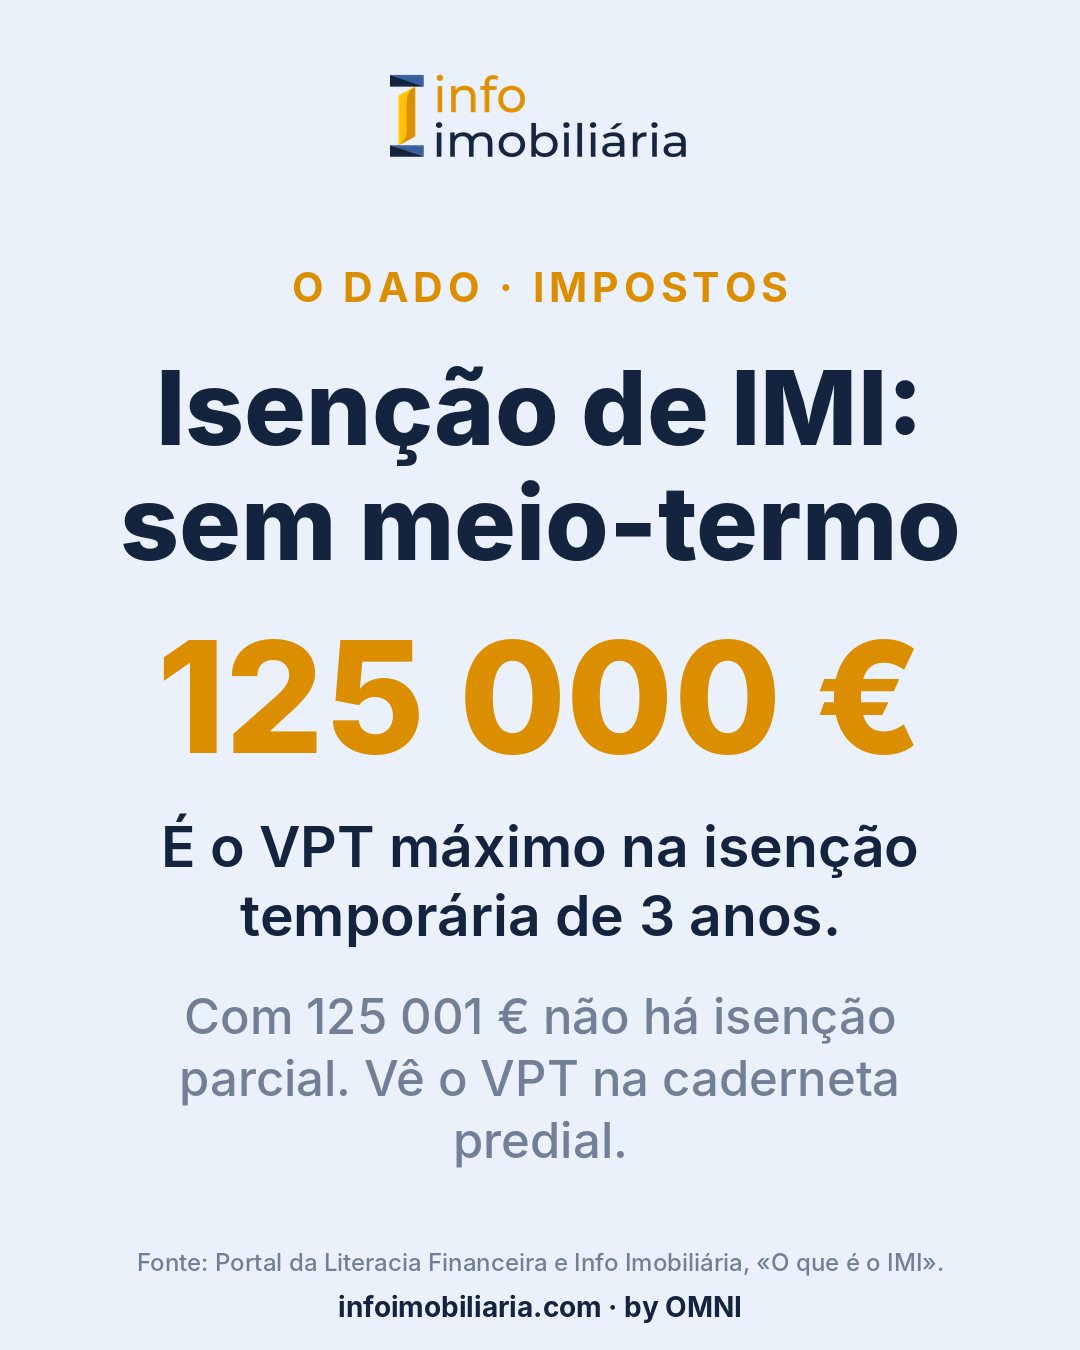 info
imobiliária
O DADO · IMPOSTOS
Isenção de IMI:
sem meio-termo
125 000 €
É o VPT máximo na isenção
temporária de 3 anos.
Com 125 001 € não há isenção
parcial. Vê o VPT na caderneta
predial.
Fonte: Portal da Literacia Financeira e Info Imobiliária, «O que é o IMI».
infoimobiliaria.com · by OMNI